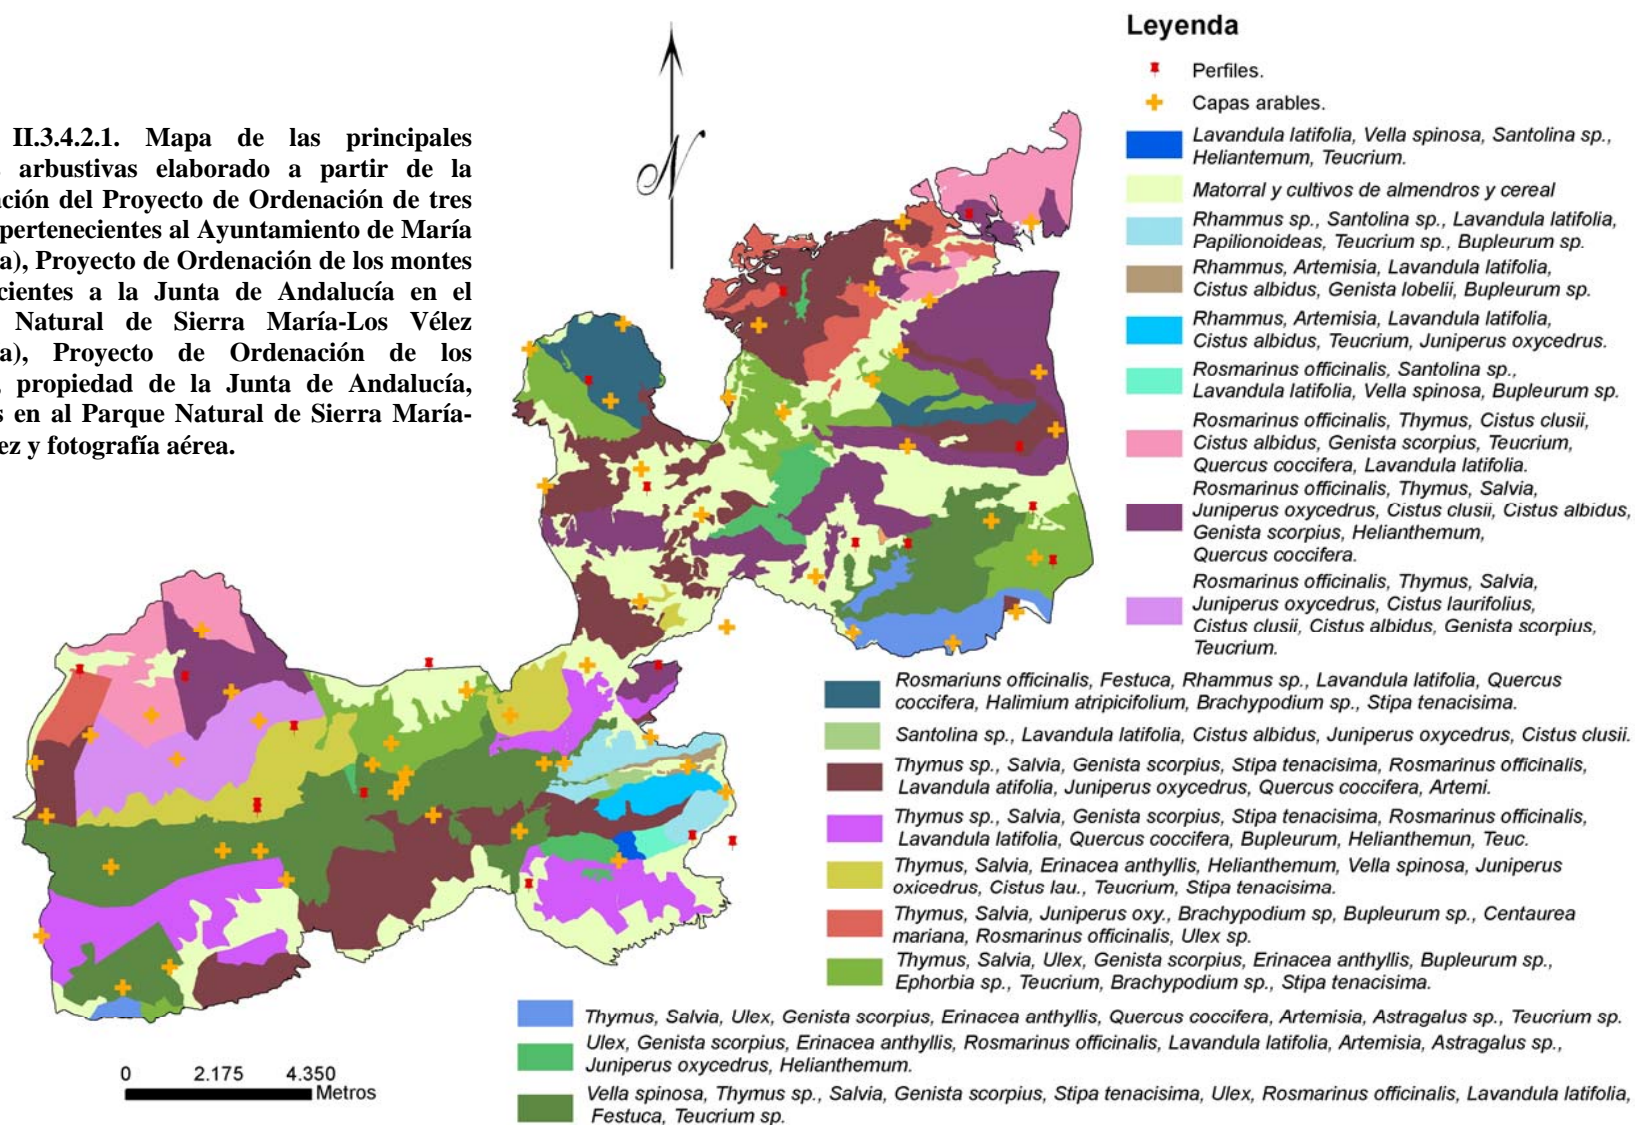 II.3.4.2.1. Mapa de las principales
arbustivas elaborado a partir de la
ación del Proyecto de Ordenación de tres
pertenecientes al Ayuntamiento de María
a), Proyecto de Ordenación de los montes
cientes a la Junta de Andalucía en el
Natural de Sierra María-Los Vélez
a), Proyecto de Ordenación de los
propiedad de la Junta de Andalucía,
s en al Parque Natural de Sierra María-
ez y fotografía aérea.
N
Leyenda
Perfiles.
Capas arables.
Lavandula latifolia, Vella spinosa, Santolina sp.,
Heliantemum, Teucrium.
Matorral y cultivos de almendros y cereal
Rhammus sp., Santolina sp., Lavandula latifolia,
Papilionoideas, Teucrium sp., Bupleurum sp.
Rhammus, Artemisia, Lavandula latifolia,
Cistus albidus, Genista lobelii, Bupleurum sp.
Rhammus, Artemisia, Lavandula latifolia,
Cistus albidus, Teucrium, Juniperus oxycedrus.
Rosmarinus officinalis, Santolina sp.,
Lavandula latifolia, Vella spinosa, Bupleurum sp.
Rosmarinus officinalis, Thymus, Cistus clusii,
Cistus albidus, Genista scorpius, Teucrium,
Quercus coccifera, Lavandula latifolia.
Rosmarinus officinalis, Thymus, Salvia,
Juniperus oxycedrus, Cistus clusii, Cistus albidus,
Genista scorpius, Helianthemum,
Quercus coccifera.
Rosmarinus officinalis, Thymus, Salvia,
Juniperus oxycedrus, Cistus laurifolius,
Cistus clusii, Cistus albidus, Genista scorpius,
Teucrium.
Rosmariuns officinalis, Festuca, Rhammus sp., Lavandula latifolia, Quercus
coccifera, Halimium atripicifolium, Brachypodium sp., Stipa tenacisima.
Santolina sp., Lavandula latifolia, Cistus albidus, Juniperus oxycedrus, Cistus clusii.
Thymus sp., Salvia, Genista scorpius, Stipa tenacisima, Rosmarinus officinalis,
Lavandula atifolia, Juniperus oxycedrus, Quercus coccifera, Artemi.
Thymus sp., Salvia, Genista scorpius, Stipa tenacisima, Rosmarinus officinalis,
Lavandula latifolia, Quercus coccifera, Bupleurum, Helianthemun, Teuc.
Thymus, Salvia, Erinacea anthyllis, Helianthemum, Vella spinosa, Juniperus
oxicedrus, Cistus lau., Teucrium, Stipa tenacisima.
Thymus, Salvia, Juniperus oxy., Brachypodium sp, Bupleurum sp., Centaurea
mariana, Rosmarinus officinalis, Ulex sp.
Thymus, Salvia, Ulex, Genista scorpius, Erinacea anthyllis, Bupleurum sp.,
Ephorbia sp., Teucrium, Brachypodium sp., Stipa tenacisima.
Thymus, Salvia, Ulex, Genista scorpius, Erinacea anthyllis, Quercus coccifera, Artemisia, Astragalus sp., Teucrium sp.
Ulex, Genista scorpius, Erinacea anthyllis, Rosmarinus officinalis, Lavandula latifolia, Artemisia, Astragalus sp.,
Juniperus oxycedrus, Helianthemum.
Vella spinosa, Thymus sp., Salvia, Genista scorpius, Stipa tenacisima, Ulex, Rosmarinus officinalis, Lavandula latifolia,
Festuca, Teucrium sp.
0 2.175 4.350
Metros